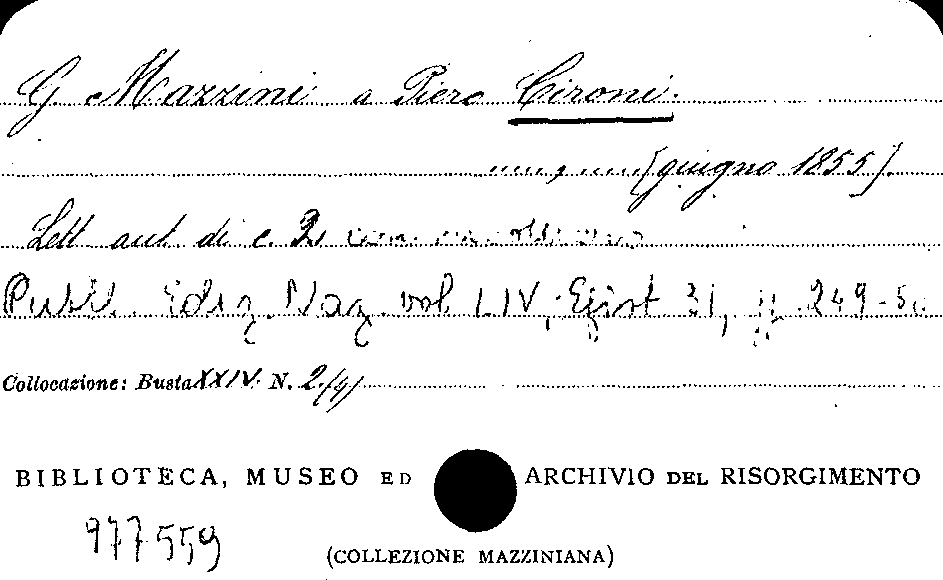 G. Mazzini a Piero Cironi.
[giugno 1855].
Lett. aut. di c. 2
Pubbl. Ediz. Naz. vol. LIV, Epist. 31, pp. 249-50.
Collocazione: Busta XXIV. N. 2/4/
BIBLIOTECA, MUSEO ED ARCHIVIO DEL RISORGIMENTO
977559
(COLLEZIONE MAZZINIANA)